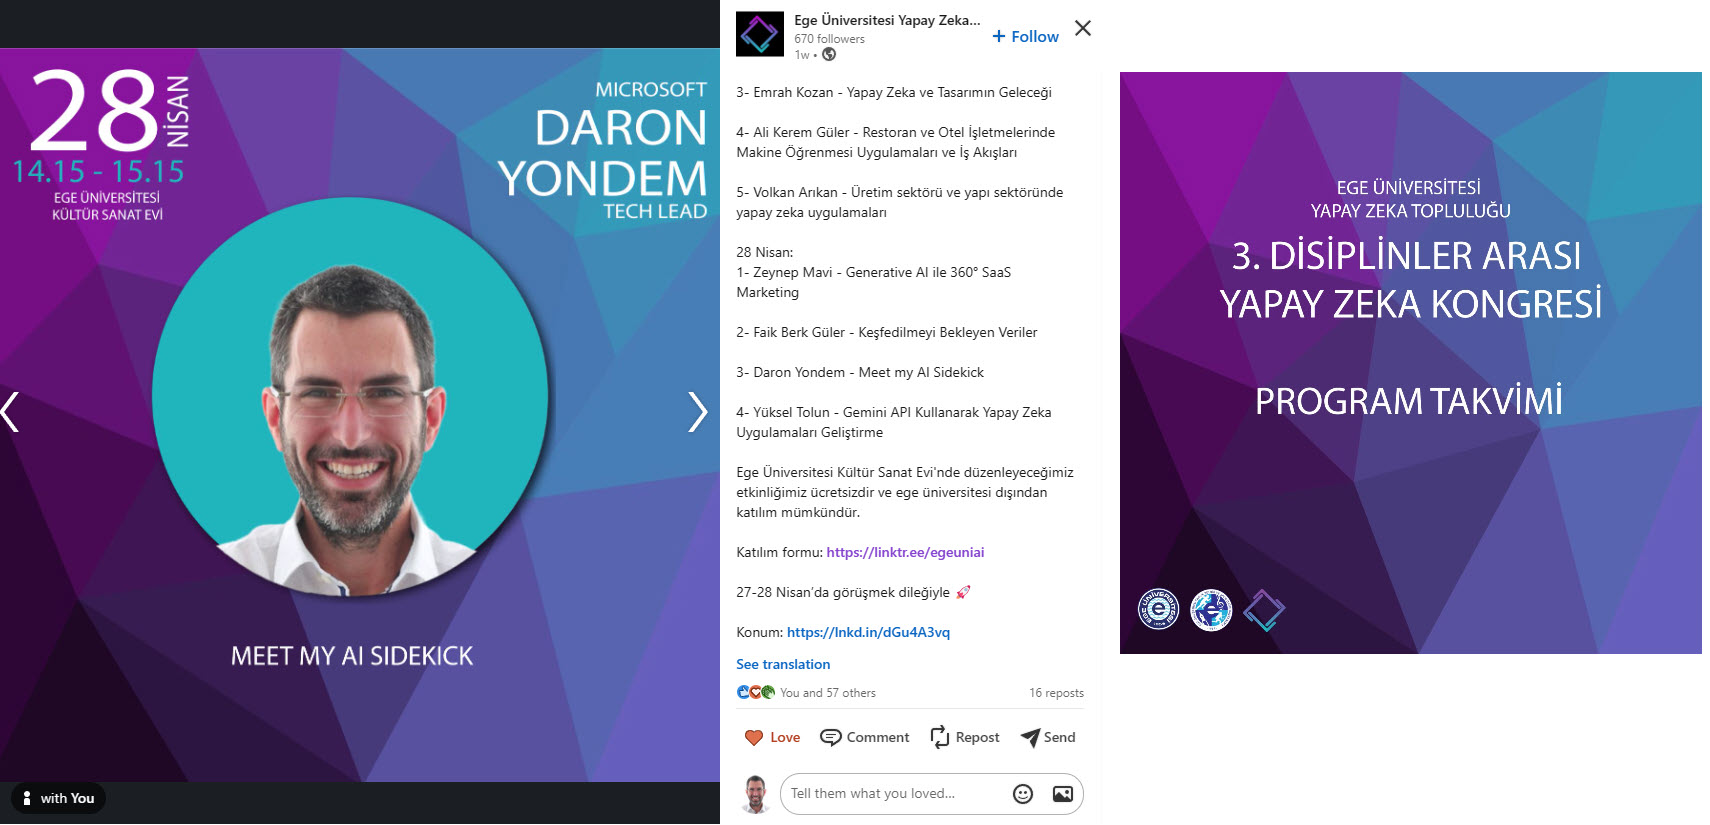 28
NİSAN
14.15 - 15.15
EGE ÜNİVERSİTESİ
KÜLTÜR SANAT EVİ
MICROSOFT
DARON
YONDEM
TECH LEAD
MEET MY AI SIDEKICK
with You
Ege Üniversitesi Yapay Zeka...
670 followers
1w •
+ Follow
3- Emrah Kozan - Yapay Zeka ve Tasarımın Geleceği
4- Ali Kerem Güler - Restoran ve Otel İşletmelerinde
Makine Öğrenmesi Uygulamaları ve İş Akışları
5- Volkan Arıkan - Üretim sektörü ve yapı sektöründe
yapay zeka uygulamaları
28 Nisan:
1- Zeynep Mavi - Generative AI ile 360° SaaS
Marketing
2- Faik Berk Güler - Keşfedilmeyi Bekleyen Veriler
3- Daron Yondem - Meet my AI Sidekick
4- Yüksel Tolun - Gemini API Kullanarak Yapay Zeka
Uygulamaları Geliştirme
Ege Üniversitesi Kültür Sanat Evi'nde düzenleyeceğimiz
etkinliğimiz ücretsizdir ve ege üniversitesi dışından
katılım mümkündür.
Katılım formu: https://linktr.ee/egeuniai
27-28 Nisan'da görüşmek dileğiyle 🚀
Konum: https://lnkd.in/dGu4A3vq
See translation
You and 57 others
16 reposts
Love
Comment
Repost
Send
Tell them what you loved...
EGE ÜNİVERSİTESİ
YAPAY ZEKA TOPLULUĞU
3. DİSİPLİNLER ARASI
YAPAY ZEKA KONGRESİ
PROGRAM TAKVİMİ
EGE ÜNİVERSİTESİ